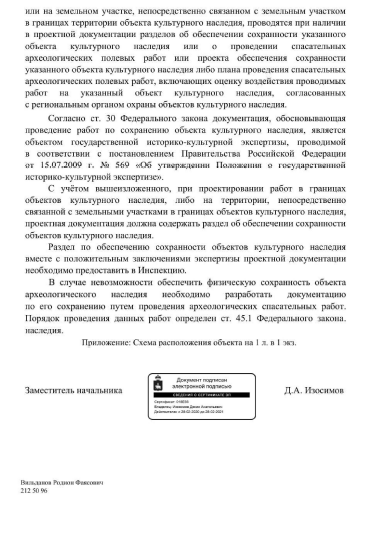 или на земельном участке, непосредственно связанном с земельным участком
в границах территории объекта культурного наследия, проводятся при наличии
в проектной документации разделов об обеспечении сохранности указанного
объекта культурного наследия или о проведении спасательных
археологических полевых работ или проекта обеспечения сохранности
указанного объекта культурного наследия либо плана проведения спасательных
археологических полевых работ, включающих оценку воздействия проводимых
работ на указанный объект культурного наследия, согласованных
с региональным органом охраны объектов культурного наследия.
Согласно ст. 30 Федерального закона документация, обосновывающая
проведение работ по сохранению объекта культурного наследия, является
объектом государственной историко-культурной экспертизы, проводимой
в соответствии с постановлением Правительства Российской Федерации
от 15.07.2009 г. № 569 «Об утверждении Положения о государственной
историко-культурной экспертизе».
С учётом вышеизложенного, при проектировании работ в границах
объектов культурного наследия, либо на территории, непосредственно
связанной с земельными участками в границах объектов культурного наследия,
проектная документация должна содержать раздел об обеспечении сохранности
объектов культурного наследия.
Раздел по обеспечению сохранности объектов культурного наследия
вместе с положительным заключениями экспертизы проектной документации
необходимо предоставить в Инспекцию.
В случае невозможности обеспечить физическую сохранность объекта
археологического наследия необходимо разработать документацию
по его сохранению путем проведения археологических спасательных работ.
Порядок проведения данных работ определен ст. 45.1 Федерального закона.
наследия.
Приложение: Схема расположения объекта на 1 л. в 1 экз.
Заместитель начальника
Документ подписан
электронной подписью
СВЕДЕНИЯ О СЕРТИФИКАТЕ ЭП
Сертификат
Владелец Изосимов Денис Анатольевич
Действителен с 28-02-2020 до 28-02-2021
Д.А. Изосимов
Вильданов Родион Фаязович
212 50 96